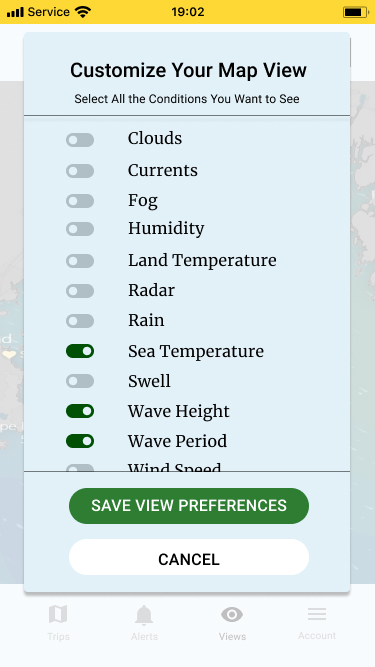 Service 19:02
Customize Your Map View
Select All the Conditions You Want to See
Clouds
Currents
Fog
Humidity
Land Temperature
Radar
Rain
Sea Temperature
Swell
Wave Height
Wave Period
Wind Speed
SAVE VIEW PREFERENCES
CANCEL
Trips Alerts Views Account